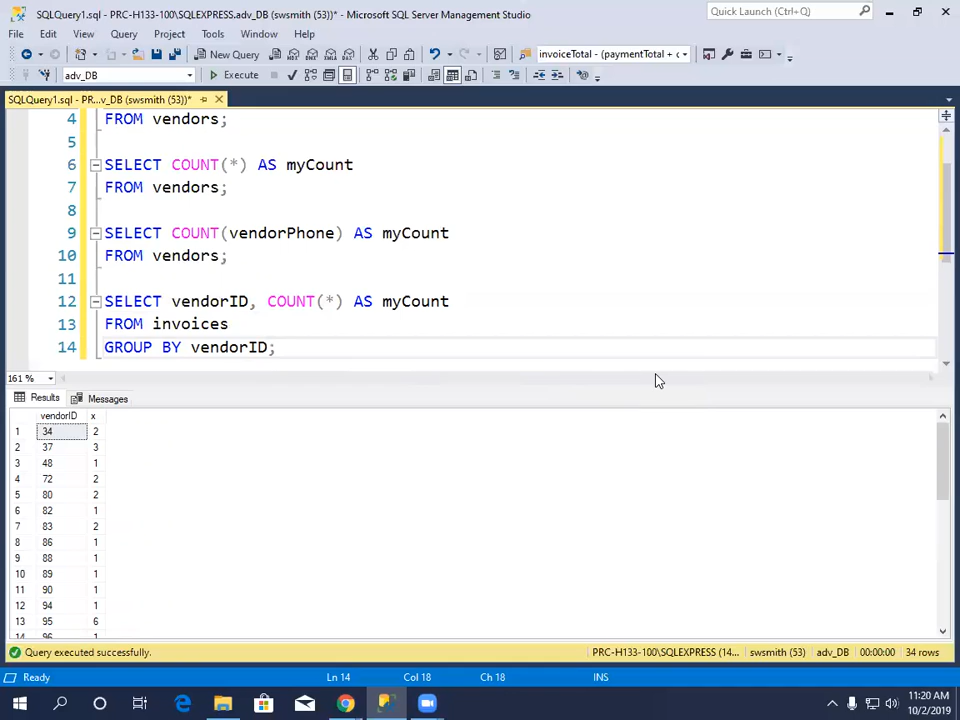 SQLQuery1.sql - PRC-H133-100\SQLEXPRESS.adv_DB (swsmith (53))* - Microsoft SQL Server Management Studio
Quick Launch (Ctrl+Q)
File Edit View Query Project Tools Window Help
New Query
invoiceTotal - (paymentTotal + c
adv_DB
Execute
SQLQuery1.sql - PR...v_DB (swsmith (53))*
4 FROM vendors;
5
6 SELECT COUNT(*) AS myCount
7 FROM vendors;
8
9 SELECT COUNT(vendorPhone) AS myCount
10 FROM vendors;
11
12 SELECT vendorID, COUNT(*) AS myCount
13 FROM invoices
14 GROUP BY vendorID;
161 %
Results Messages
vendorID x
1 34 2
2 37 3
3 48 1
4 72 2
5 80 2
6 82 1
7 83 2
8 86 1
9 88 1
10 89 1
11 90 1
12 94 1
13 95 6
14 96 1
Query executed successfully.
PRC-H133-100\SQLEXPRESS (14... swsmith (53) adv_DB 00:00:00 34 rows
Ready Ln 14 Col 18 Ch 18 INS
11:20 AM
10/2/2019